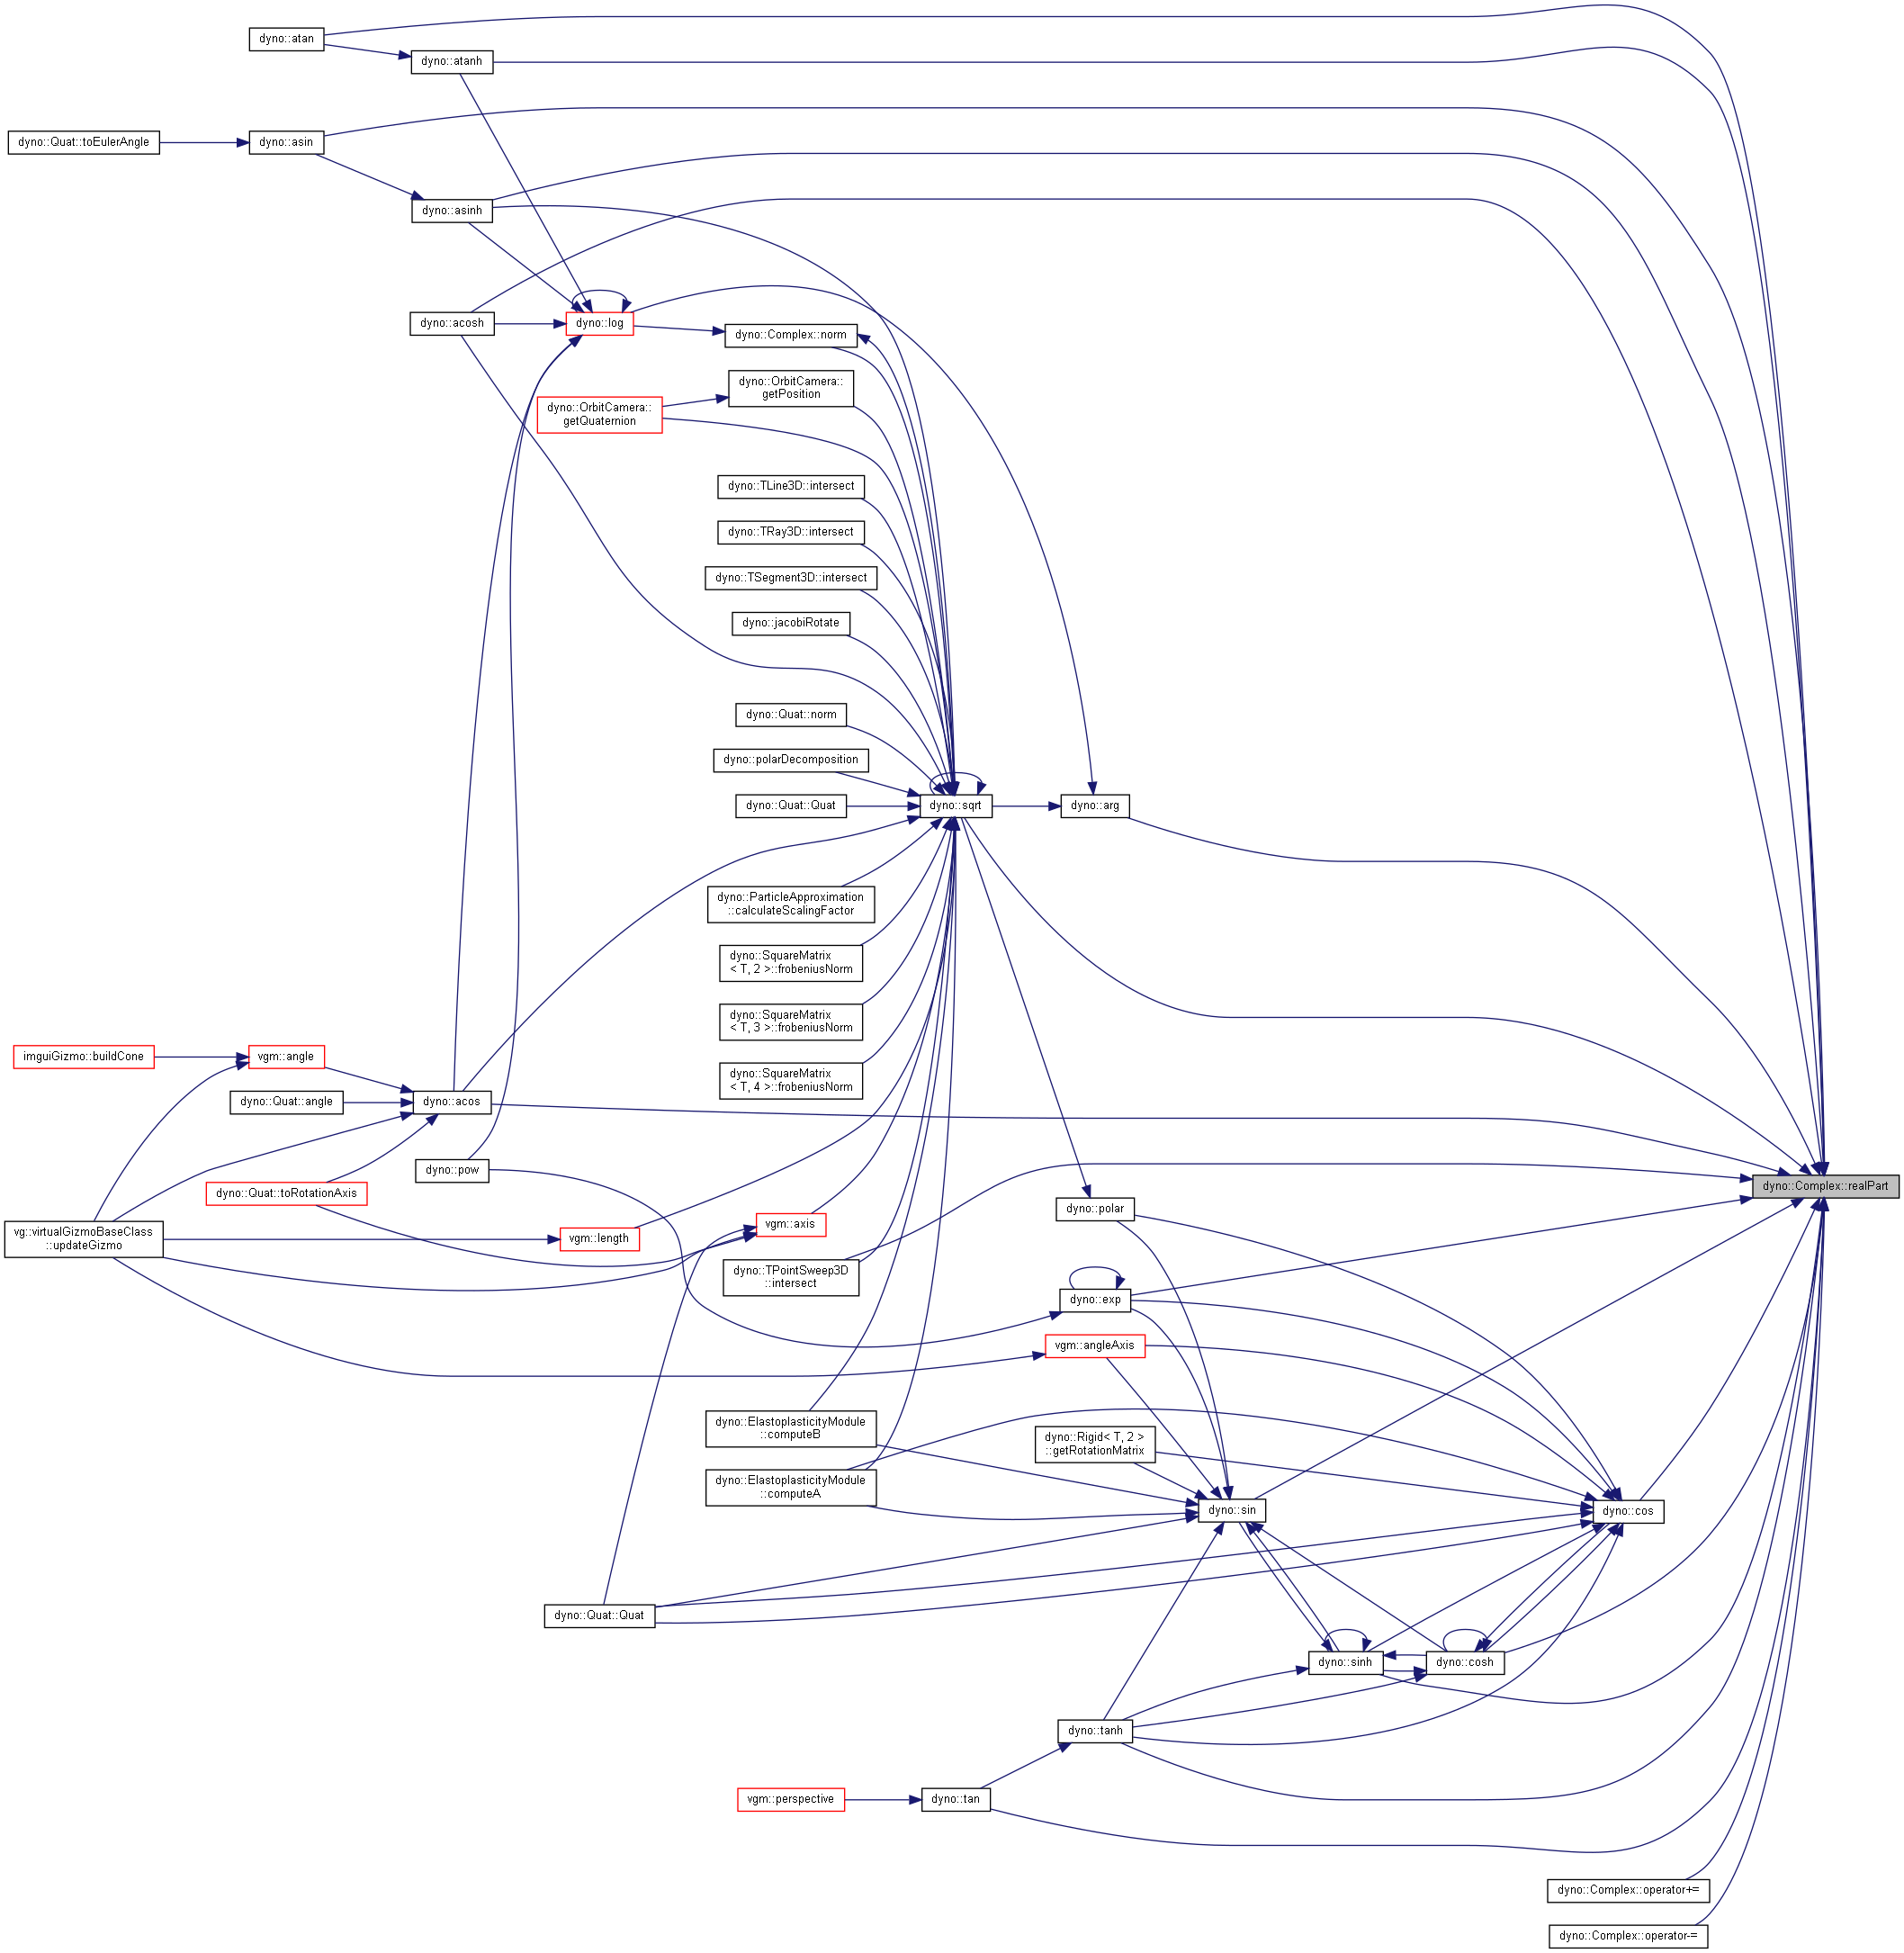 dyno::atan
dyno::atanh
dyno::Quat::toEulerAngle
dyno::asin
dyno::asinh
dyno::acosh
dyno::log
dyno::Complex::norm
dyno::OrbitCamera::
getPosition
dyno::OrbitCamera::
getQuaternion
dyno::TLine3D::intersect
dyno::TRay3D::intersect
dyno::TSegment3D::intersect
dyno::jacobiRotate
dyno::Quat::norm
dyno::polarDecomposition
dyno::Quat::Quat
dyno::sqrt
dyno::arg
dyno::ParticleApproximation
::calculateScalingFactor
dyno::SquareMatrix
< T, 2 >::frobeniusNorm
dyno::SquareMatrix
< T, 3 >::frobeniusNorm
dyno::SquareMatrix
< T, 4 >::frobeniusNorm
imguiGizmo::buildCone
vgm::angle
dyno::Quat::angle
dyno::acos
dyno::pow
dyno::Quat::toRotationAxis
dyno::Complex::realPart
dyno::polar
vg::virtualGizmoBaseClass
::updateGizmo
vgm::length
vgm::axis
dyno::TPointSweep3D
::intersect
dyno::exp
vgm::angleAxis
dyno::ElastoplasticityModule
::computeB
dyno::Rigid< T, 2 >
::getRotationMatrix
dyno::ElastoplasticityModule
::computeA
dyno::sin
dyno::cos
dyno::Quat::Quat
dyno::sinh
dyno::cosh
dyno::tanh
vgm::perspective
dyno::tan
dyno::Complex::operator+=
dyno::Complex::operator-=